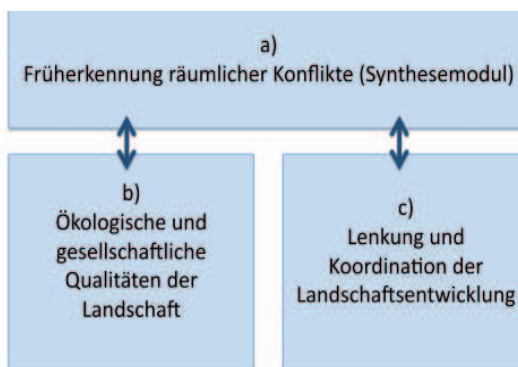 a)
Früherkennung räumlicher Konflikte (Synthesemodul)
b)
Ökologische und
gesellschaftliche
Qualitäten der
Landschaft
c)
Lenkung und
Koordination der
Landschaftsentwicklung